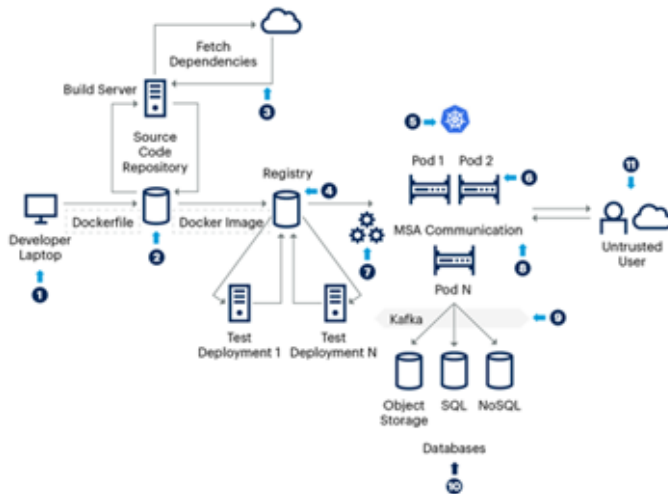 Fetch
Dependencies
Build Server
3
Source
Code
Repository
5
Pod 1
Pod 2
6
11
Registry
4
Dockerfile
Docker Image
MSA Communication
Developer
Laptop
1
2
7
8
Untrusted
User
Pod N
Kafka
9
Test
Deployment 1
Test
Deployment N
Object
Storage
SQL
NoSQL
Databases
10